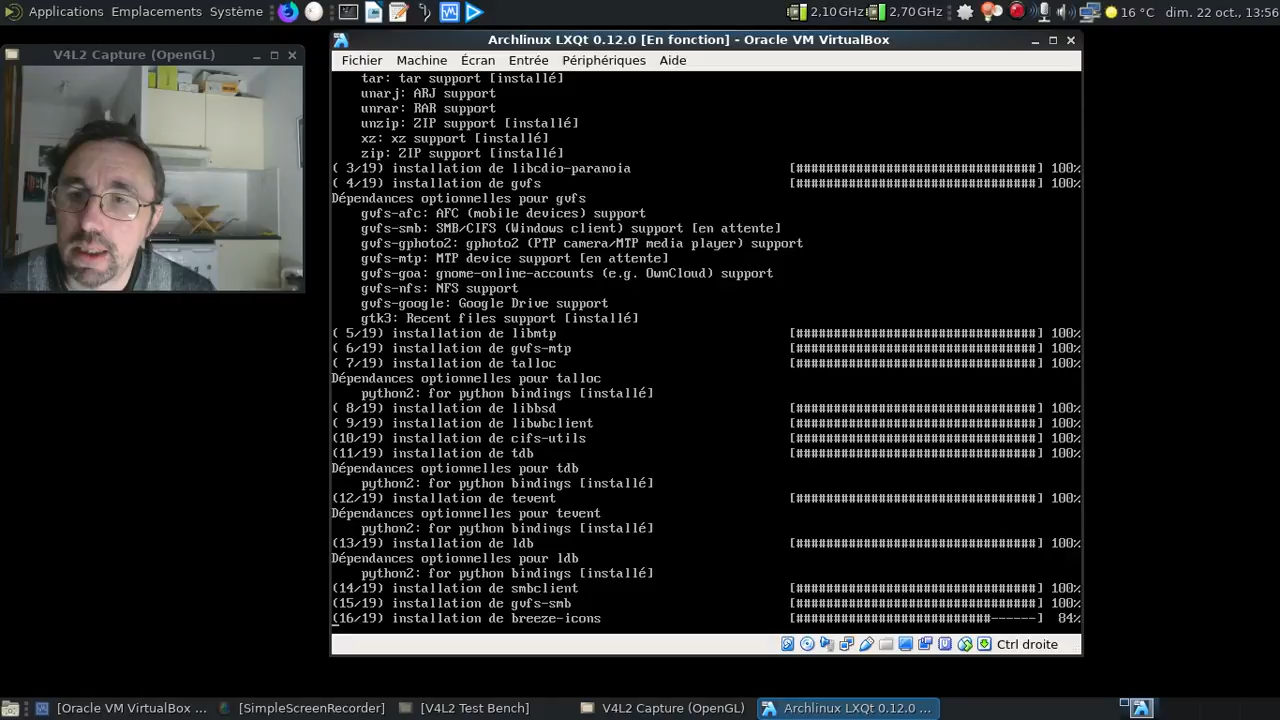 Applications Emplacements Système 2,10 GHz 2,70 GHz 16 °C dim. 22 oct., 13:56
V4L2 Capture (OpenGL)
Archlinux LXQt 0.12.0 [En fonction] - Oracle VM VirtualBox
Fichier Machine Écran Entrée Périphériques Aide
tar: tar support [installé]
unarj: ARJ support
unrar: RAR support
unzip: ZIP support [installé]
xz: xz support [installé]
zip: ZIP support [installé]
( 3/19) installation de libcdio-paranoia [################################] 100%
( 4/19) installation de gvfs [################################] 100%
Dépendances optionnelles pour gvfs
gvfs-afc: AFC (mobile devices) support
gvfs-smb: SMB/CIFS (Windows client) support [en attente]
gvfs-gphoto2: gphoto2 (PTP camera/MTP media player) support
gvfs-mtp: MTP device support [en attente]
gvfs-goa: gnome-online-accounts (e.g. OwnCloud) support
gvfs-nfs: NFS support
gvfs-google: Google Drive support
gtk3: Recent files support [installé]
( 5/19) installation de libmtp [################################] 100%
( 6/19) installation de gvfs-mtp [################################] 100%
( 7/19) installation de talloc [################################] 100%
Dépendances optionnelles pour talloc
python2: for python bindings [installé]
( 8/19) installation de libbsd [################################] 100%
( 9/19) installation de libwbclient [################################] 100%
(10/19) installation de cifs-utils [################################] 100%
(11/19) installation de tdb [################################] 100%
Dépendances optionnelles pour tdb
python2: for python bindings [installé]
(12/19) installation de tevent [################################] 100%
Dépendances optionnelles pour tevent
python2: for python bindings [installé]
(13/19) installation de ldb [################################] 100%
Dépendances optionnelles pour ldb
python2: for python bindings [installé]
(14/19) installation de smbclient [################################] 100%
(15/19) installation de gvfs-smb [################################] 100%
(16/19) installation de breeze-icons [##########################------] 84%
Ctrl droite
[Oracle VM VirtualBox ... [SimpleScreenRecorder] [V4L2 Test Bench] V4L2 Capture (OpenGL) Archlinux LXQt 0.12.0 ...